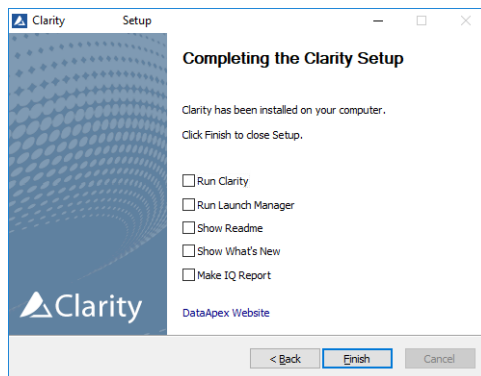 Clarity Setup
Completing the Clarity Setup
Clarity has been installed on your computer.
Click Finish to close Setup.
Run Clarity
Run Launch Manager
Show Readme
Show What's New
Make IQ Report
Clarity
DataApex Website
< Back Finish Cancel